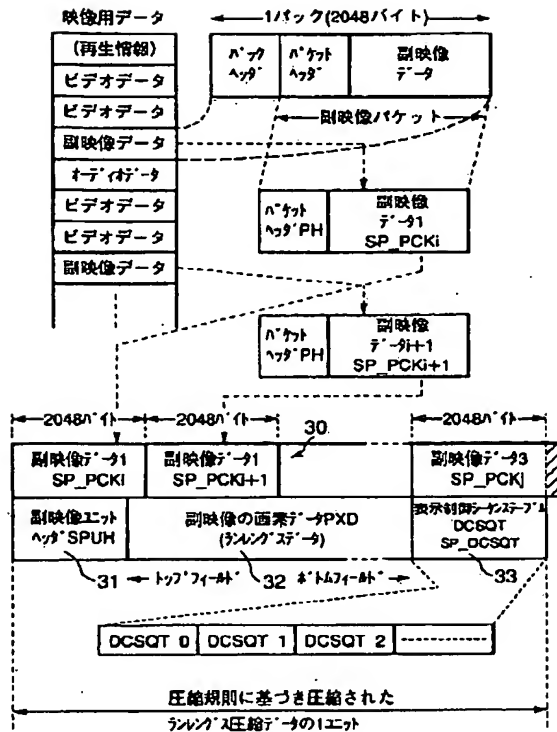 映像用データ
(再生情報)
ビデオデータ
ビデオデータ
副映像データ
オーディオデータ
ビデオデータ
ビデオデータ
副映像データ
1パック(2048バイト)
パック
ヘッダ
パケット
ヘッダ
副映像
データ
副映像パケット
パケット
ヘッダPH
副映像
データ1
SP_PCKi
パケット
ヘッダPH
副映像
データi+1
SP_PCKi+1
2048バイト
2048バイト
30
2048バイト
副映像データ1
SP_PCKi
副映像データ1
SP_PCKi+1
副映像データ3
SP_PCKj
副映像ユニット
ヘッダSPUH
副映像の画素データPXD
(ランレングスデータ)
表示制御シーケンステーブル
DCSQT
SP_DCSQT
31
トップフィールド
32
ボトムフィールド
33
DCSQT 0
DCSQT 1
DCSQT 2
圧縮規則に基づき圧縮された
ランレングス圧縮データの1ユニット